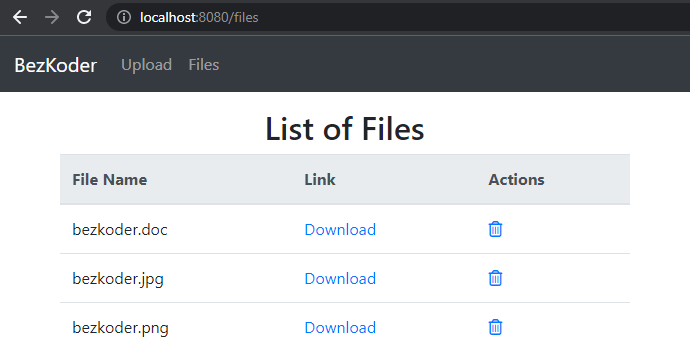 localhost:8080/files
BezKoder Upload Files
List of Files
File Name Link Actions
bezkoder.doc Download
bezkoder.jpg Download
bezkoder.png Download